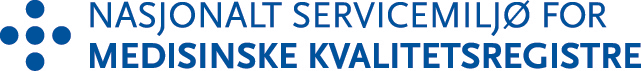 NASJONALT SERVICEMILJØ FOR
MEDISINSKE KVALITETSREGISTRE